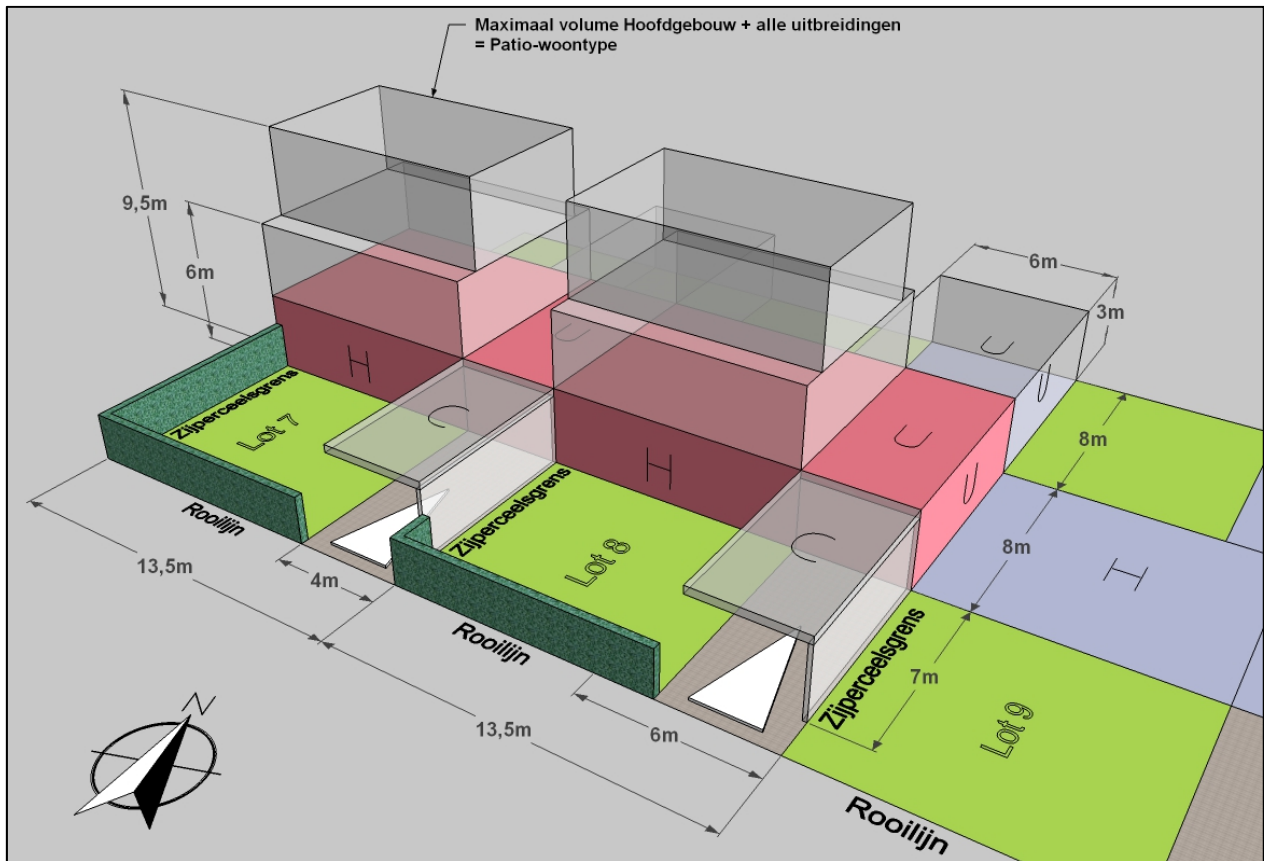 Maximaal volume Hoofdgebouw + alle uitbreidingen
= Patio-woontype
9,5m
6m
6m
3m
U
U
U
H
Zijperceelsgrens
Lot 7
C
U
U
8m
H
8m
H
Zijperceelsgrens
Lot 8
C
Rooilijn
13,5m
4m
Rooilijn
13,5m
6m
Zijperceelsgrens
7m
Lot 9
Rooilijn
N